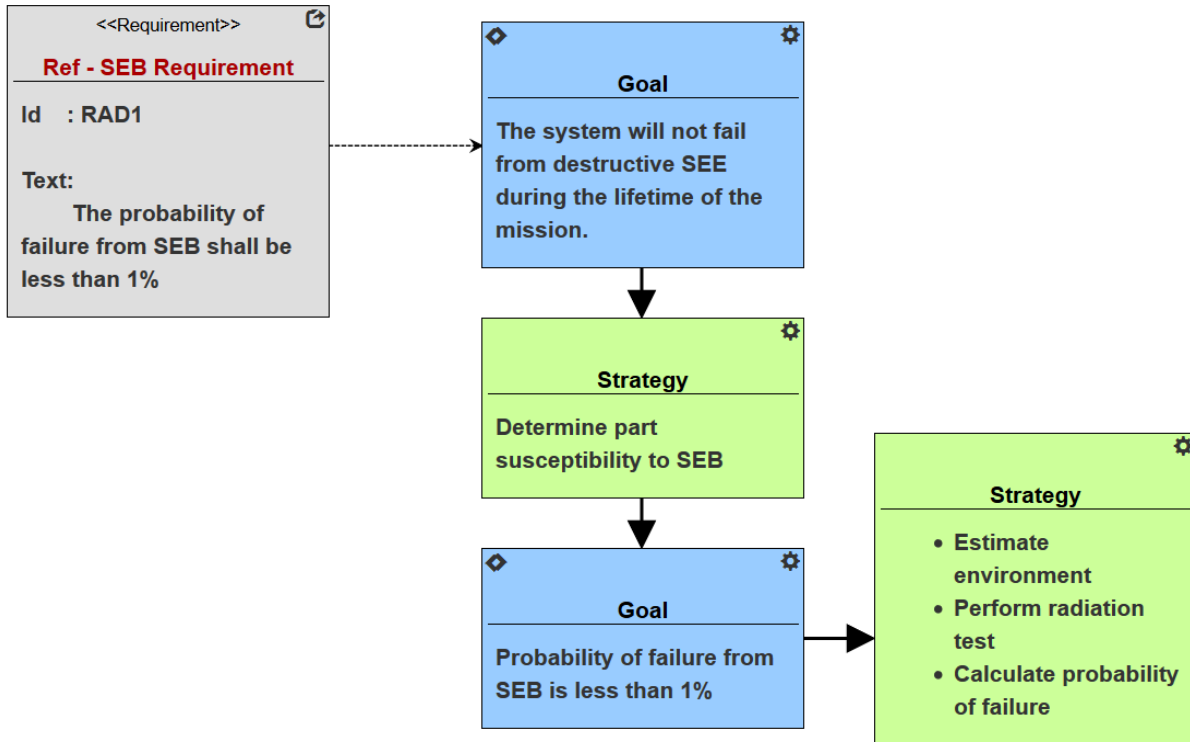 <<Requirement>>
Ref - SEB Requirement
Id : RAD1
Text:
The probability of
failure from SEB shall be
less than 1%
Goal
The system will not fail
from destructive SEE
during the lifetime of the
mission.
Strategy
Determine part
susceptibility to SEB
Goal
Probability of failure from
SEB is less than 1%
Strategy
• Estimate
environment
• Perform radiation
test
• Calculate probability
of failure